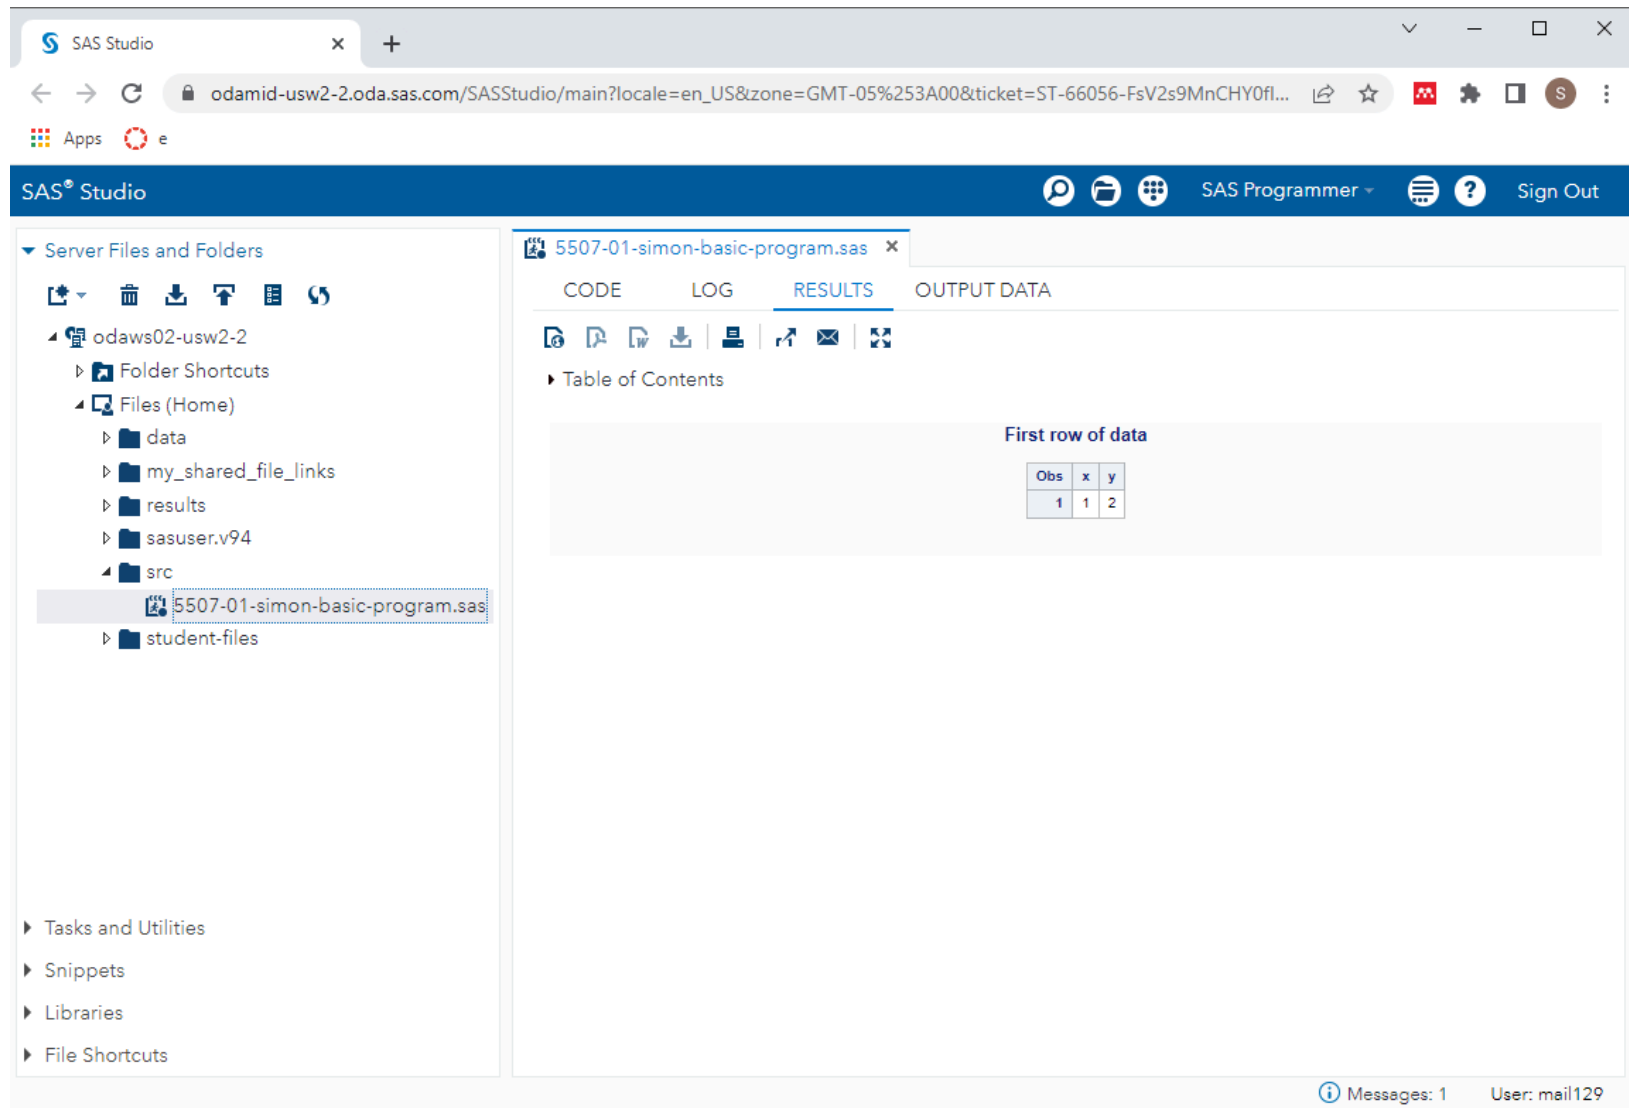 SAS Studio
odamid-usw2-2.oda.sas.com/SASStudio/main?locale=en_US&zone=GMT-05%253A00&ticket=ST-66056-FsV2s9MnCHY0fl...
S
Apps e
SAS® Studio
SAS Programmer
Sign Out
Server Files and Folders
odaws02-usw2-2
Folder Shortcuts
Files (Home)
data
my_shared_file_links
results
sasuser.v94
src
5507-01-simon-basic-program.sas
student-files
Tasks and Utilities
Snippets
Libraries
File Shortcuts
5507-01-simon-basic-program.sas
CODE LOG RESULTS OUTPUT DATA
Table of Contents
First row of data
Obs x y
1 1 2
Messages: 1 User: mail129